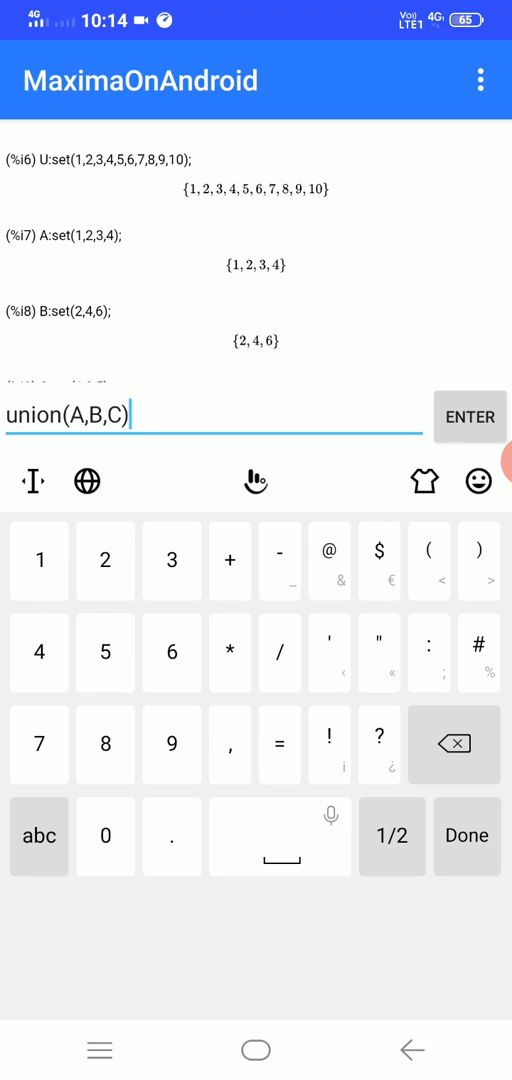 4G 10:14 Vo)) LTE1 4G 65
MaximaOnAndroid
(%i6) U:set(1,2,3,4,5,6,7,8,9,10);
{1, 2, 3, 4, 5, 6, 7, 8, 9, 10}
(%i7) A:set(1,2,3,4);
{1, 2, 3, 4}
(%i8) B:set(2,4,6);
{2, 4, 6}
union(A,B,C)
ENTER
1 2 3 + - _ @ & $ € ( < ) >
4 5 6 * / ' ‹ " « : ; # %
7 8 9 , = ! ¡ ? ¿
abc 0 . 1/2 Done